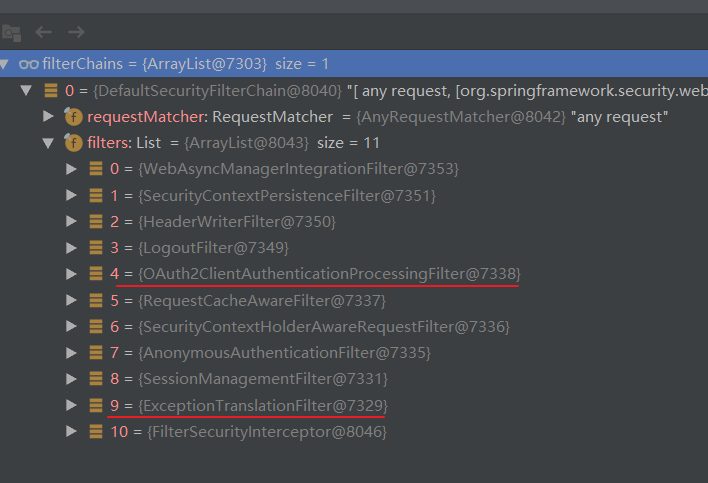 filterChains = {ArrayList@7303} size = 1
0 = {DefaultSecurityFilterChain@8040} "[ any request, [org.springframework.security.web
requestMatcher: RequestMatcher = {AnyRequestMatcher@8042} "any request"
filters: List = {ArrayList@8043} size = 11
0 = {WebAsyncManagerIntegrationFilter@7353}
1 = {SecurityContextPersistenceFilter@7351}
2 = {HeaderWriterFilter@7350}
3 = {LogoutFilter@7349}
4 = {OAuth2ClientAuthenticationProcessingFilter@7338}
5 = {RequestCacheAwareFilter@7337}
6 = {SecurityContextHolderAwareRequestFilter@7336}
7 = {AnonymousAuthenticationFilter@7335}
8 = {SessionManagementFilter@7331}
9 = {ExceptionTranslationFilter@7329}
10 = {FilterSecurityInterceptor@8046}